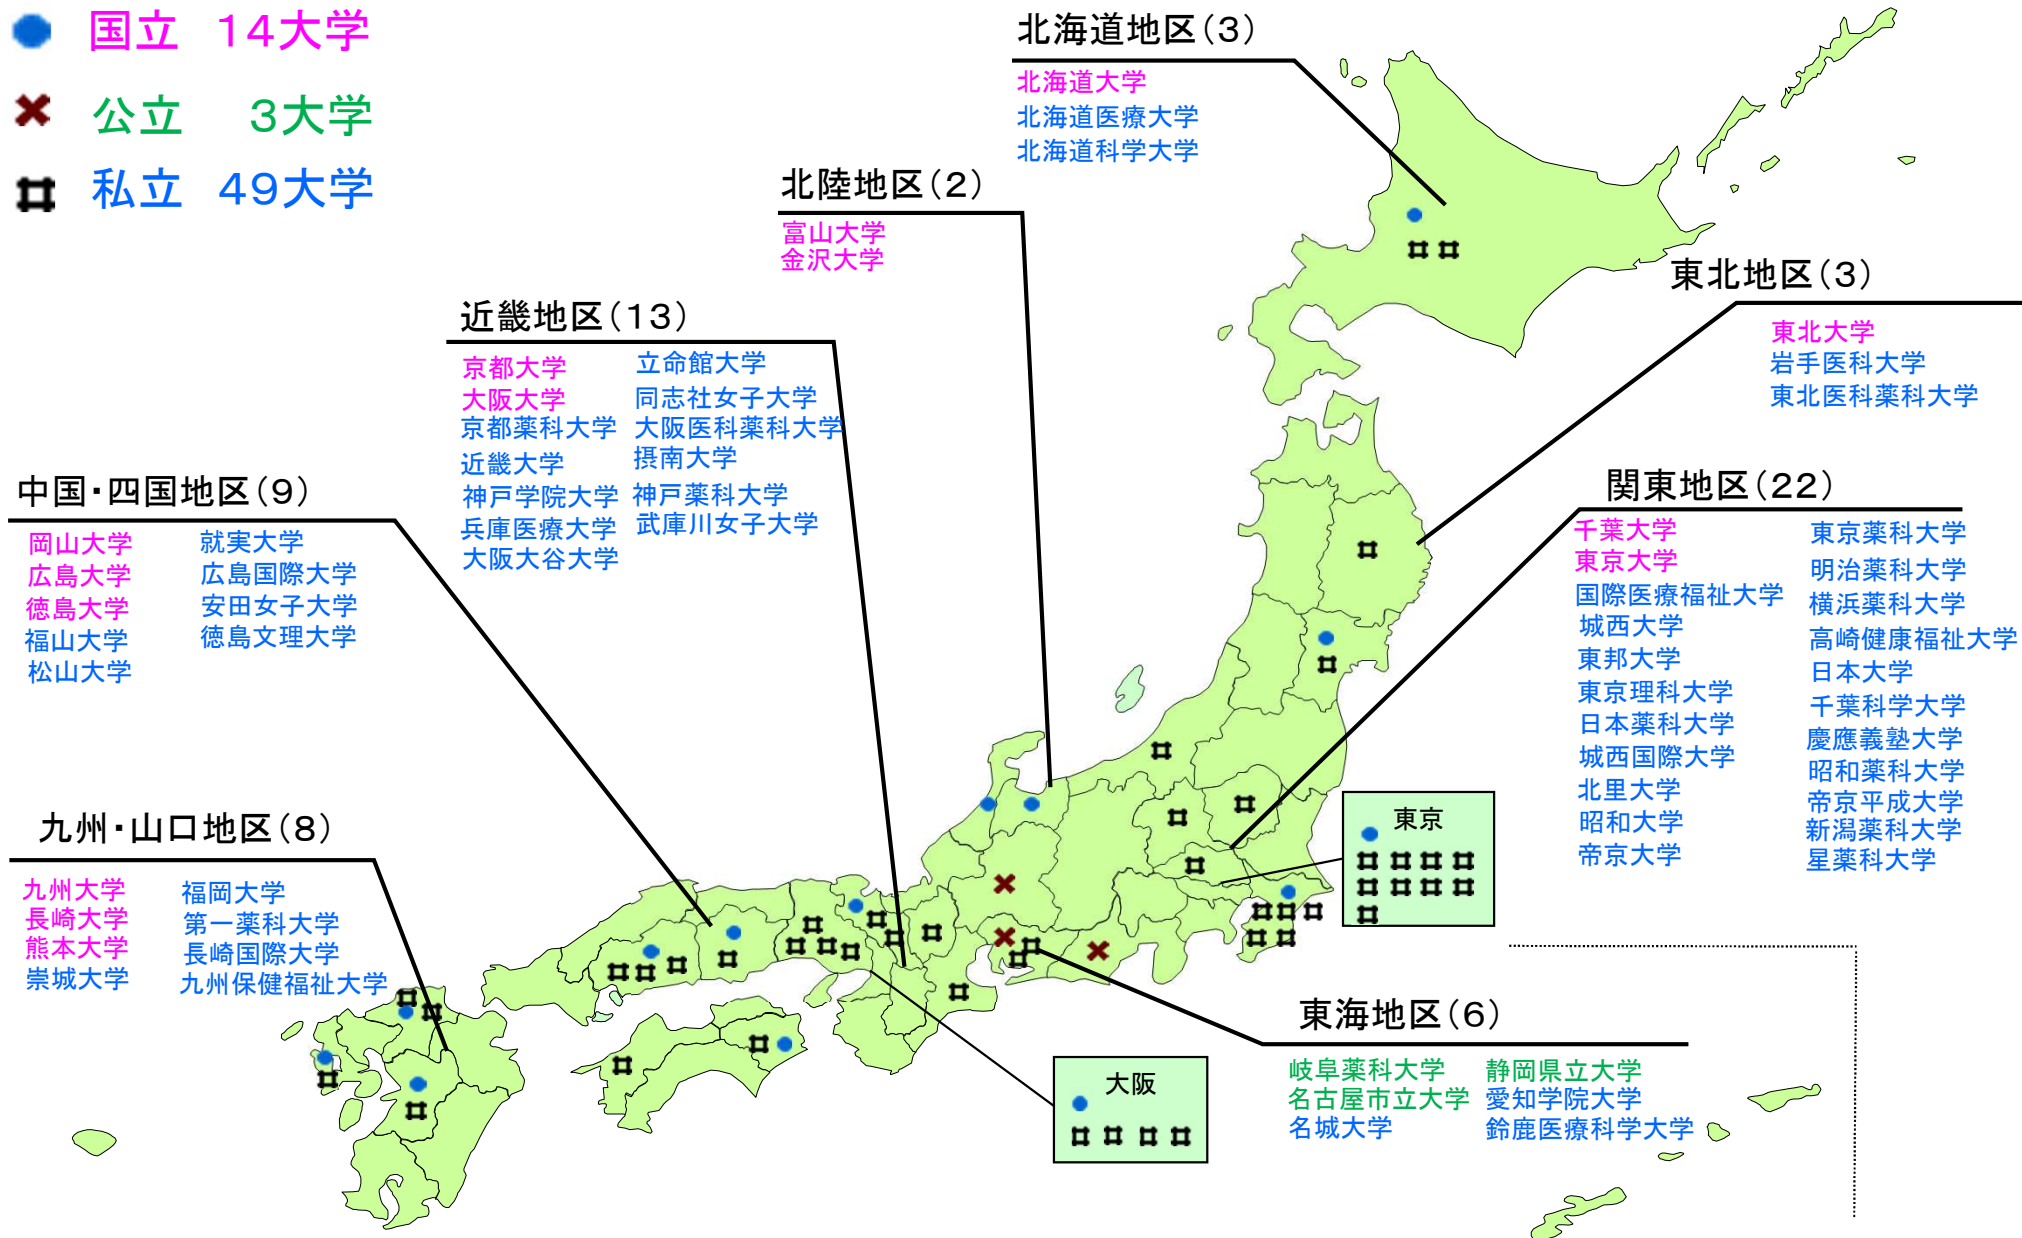 国立 14大学
公立 3大学
私立 49大学
北海道地区(3)
北海道大学
北海道医療大学
北海道科学大学
北陸地区(2)
富山大学
金沢大学
東北地区(3)
東北大学
岩手医科大学
東北医科薬科大学
近畿地区(13)
京都大学
大阪大学
京都薬科大学
近畿大学
神戸学院大学
兵庫医療大学
大阪大谷大学
立命館大学
同志社女子大学
大阪医科薬科大学
摂南大学
神戸薬科大学
武庫川女子大学
中国・四国地区(9)
岡山大学
広島大学
徳島大学
福山大学
松山大学
就実大学
広島国際大学
安田女子大学
徳島文理大学
関東地区(22)
千葉大学
東京大学
国際医療福祉大学
城西大学
東邦大学
東京理科大学
日本薬科大学
城西国際大学
北里大学
昭和大学
帝京大学
東京薬科大学
明治薬科大学
横浜薬科大学
高崎健康福祉大学
日本大学
千葉科学大学
慶應義塾大学
昭和薬科大学
帝京平成大学
新潟薬科大学
星薬科大学
東京
九州・山口地区(8)
九州大学
長崎大学
熊本大学
崇城大学
福岡大学
第一薬科大学
長崎国際大学
九州保健福祉大学
東海地区(6)
岐阜薬科大学
名古屋市立大学
名城大学
静岡県立大学
愛知学院大学
鈴鹿医療科学大学
大阪